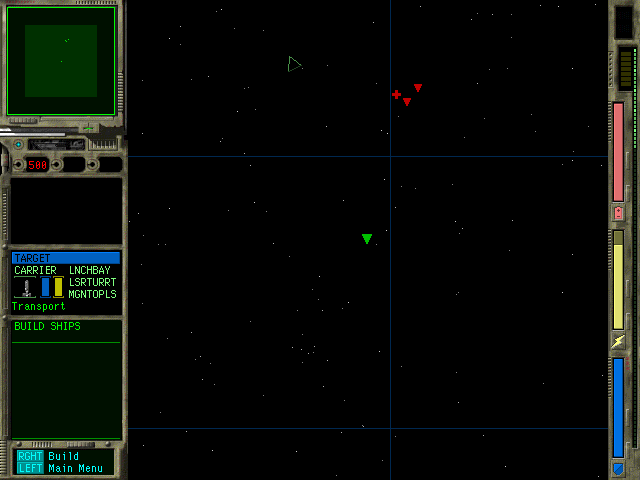 500
TARGET
CARRIER LNCHBAY
LSRTURRT
MGNTOPLS
Transport
BUILD SHIPS
RGHT Build
LEFT Main Menu